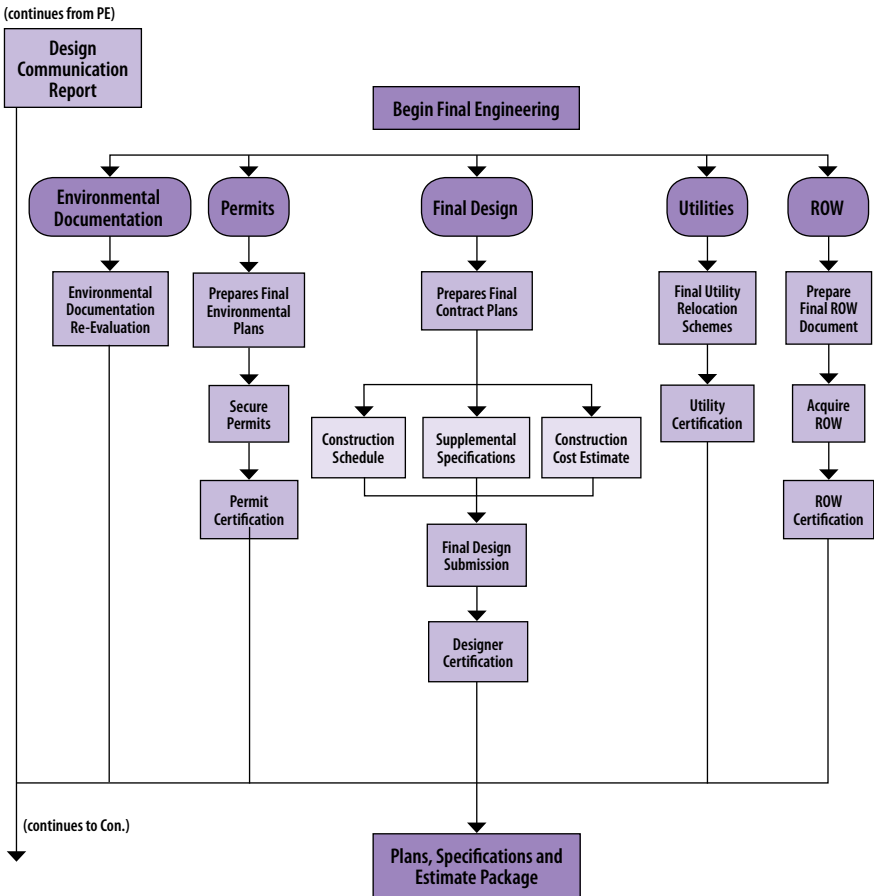 (continues from PE)
Design
Communication
Report
Begin Final Engineering
Environmental
Documentation
Permits
Final Design
Utilities
ROW
Environmental
Documentation
Re-Evaluation
Prepares Final
Environmental
Plans
Prepares Final
Contract Plans
Final Utility
Relocation
Schemes
Prepare
Final ROW
Document
Secure
Permits
Construction
Schedule
Supplemental
Specifications
Construction
Cost Estimate
Utility
Certification
Acquire
ROW
Permit
Certification
ROW
Certification
Final Design
Submission
Designer
Certification
(continues to Con.)
Plans, Specifications and
Estimate Package